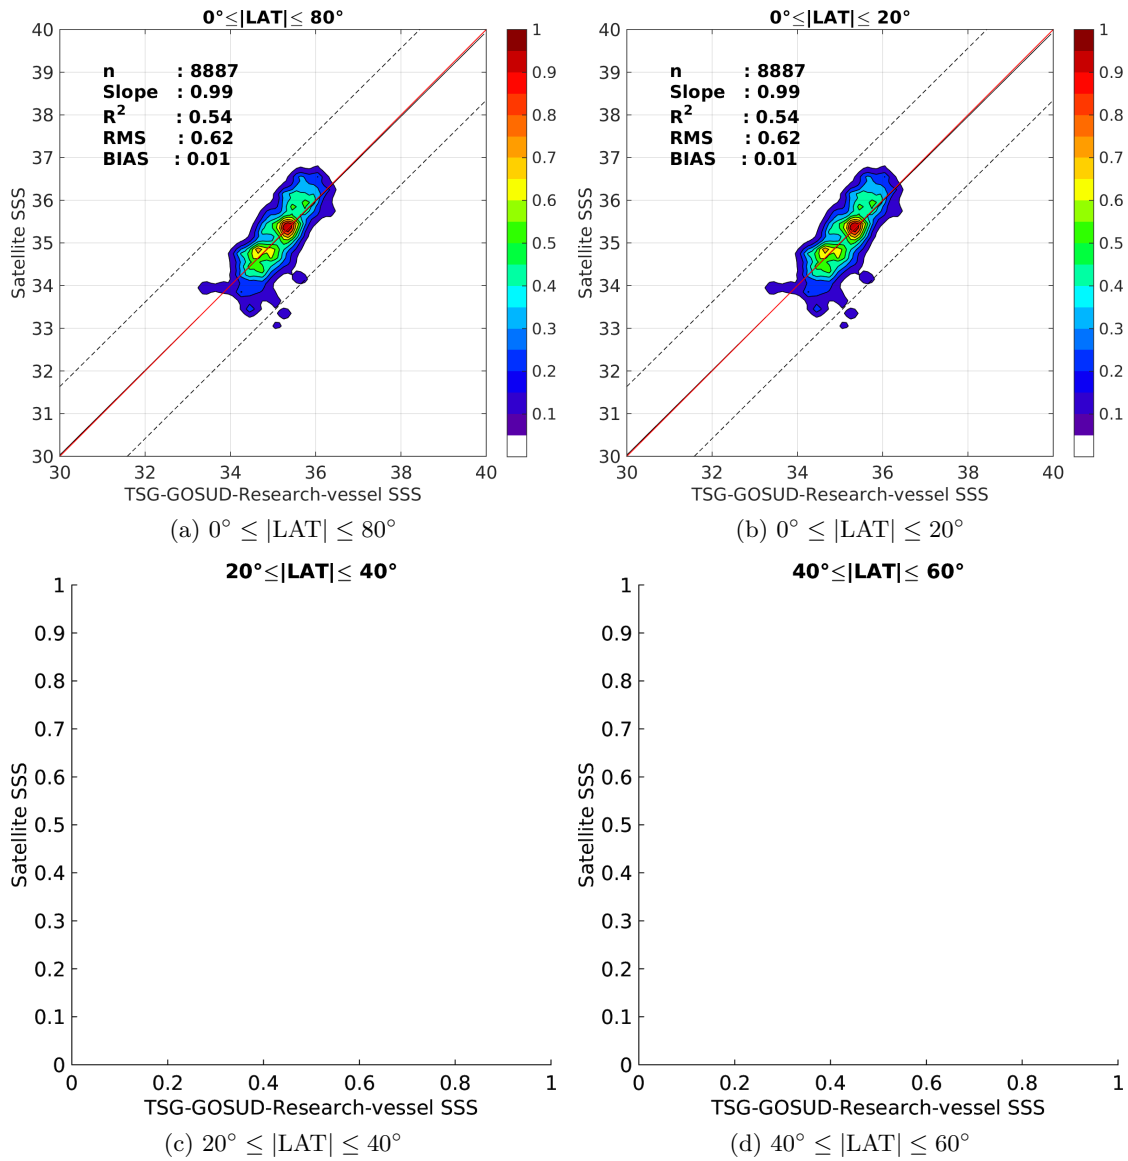 0°≤|LAT|≤ 80°
40
39
38
37
36
35
34
33
32
31
30
n : 8887
Slope : 0.99
R² : 0.54
RMS : 0.62
BIAS : 0.01
Satellite SSS
30 32 34 36 38 40
TSG-GOSUD-Research-vessel SSS
1
0.9
0.8
0.7
0.6
0.5
0.4
0.3
0.2
0.1
(a) 0° ≤ |LAT| ≤ 80°
0°≤|LAT|≤ 20°
40
39
38
37
36
35
34
33
32
31
30
n : 8887
Slope : 0.99
R² : 0.54
RMS : 0.62
BIAS : 0.01
Satellite SSS
30 32 34 36 38 40
TSG-GOSUD-Research-vessel SSS
1
0.9
0.8
0.7
0.6
0.5
0.4
0.3
0.2
0.1
(b) 0° ≤ |LAT| ≤ 20°
20°≤|LAT|≤ 40°
1
0.9
0.8
0.7
0.6
0.5
0.4
0.3
0.2
0.1
0
Satellite SSS
0 0.2 0.4 0.6 0.8 1
TSG-GOSUD-Research-vessel SSS
(c) 20° ≤ |LAT| ≤ 40°
40°≤|LAT|≤ 60°
1
0.9
0.8
0.7
0.6
0.5
0.4
0.3
0.2
0.1
0
Satellite SSS
0 0.2 0.4 0.6 0.8 1
TSG-GOSUD-Research-vessel SSS
(d) 40° ≤ |LAT| ≤ 60°